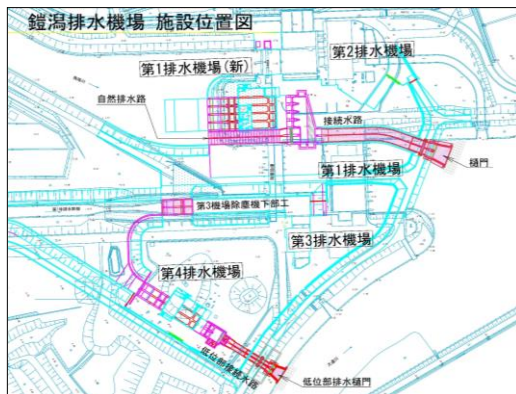 鎧潟排水機場 施設位置図
第2排水機場
第1排水機場(新)
自然排水路
接続水路
第1排水機場
樋門
第3機場除塵機下部工
第3排水機場
第4排水機場
低位部接続水路
低位部排水樋門